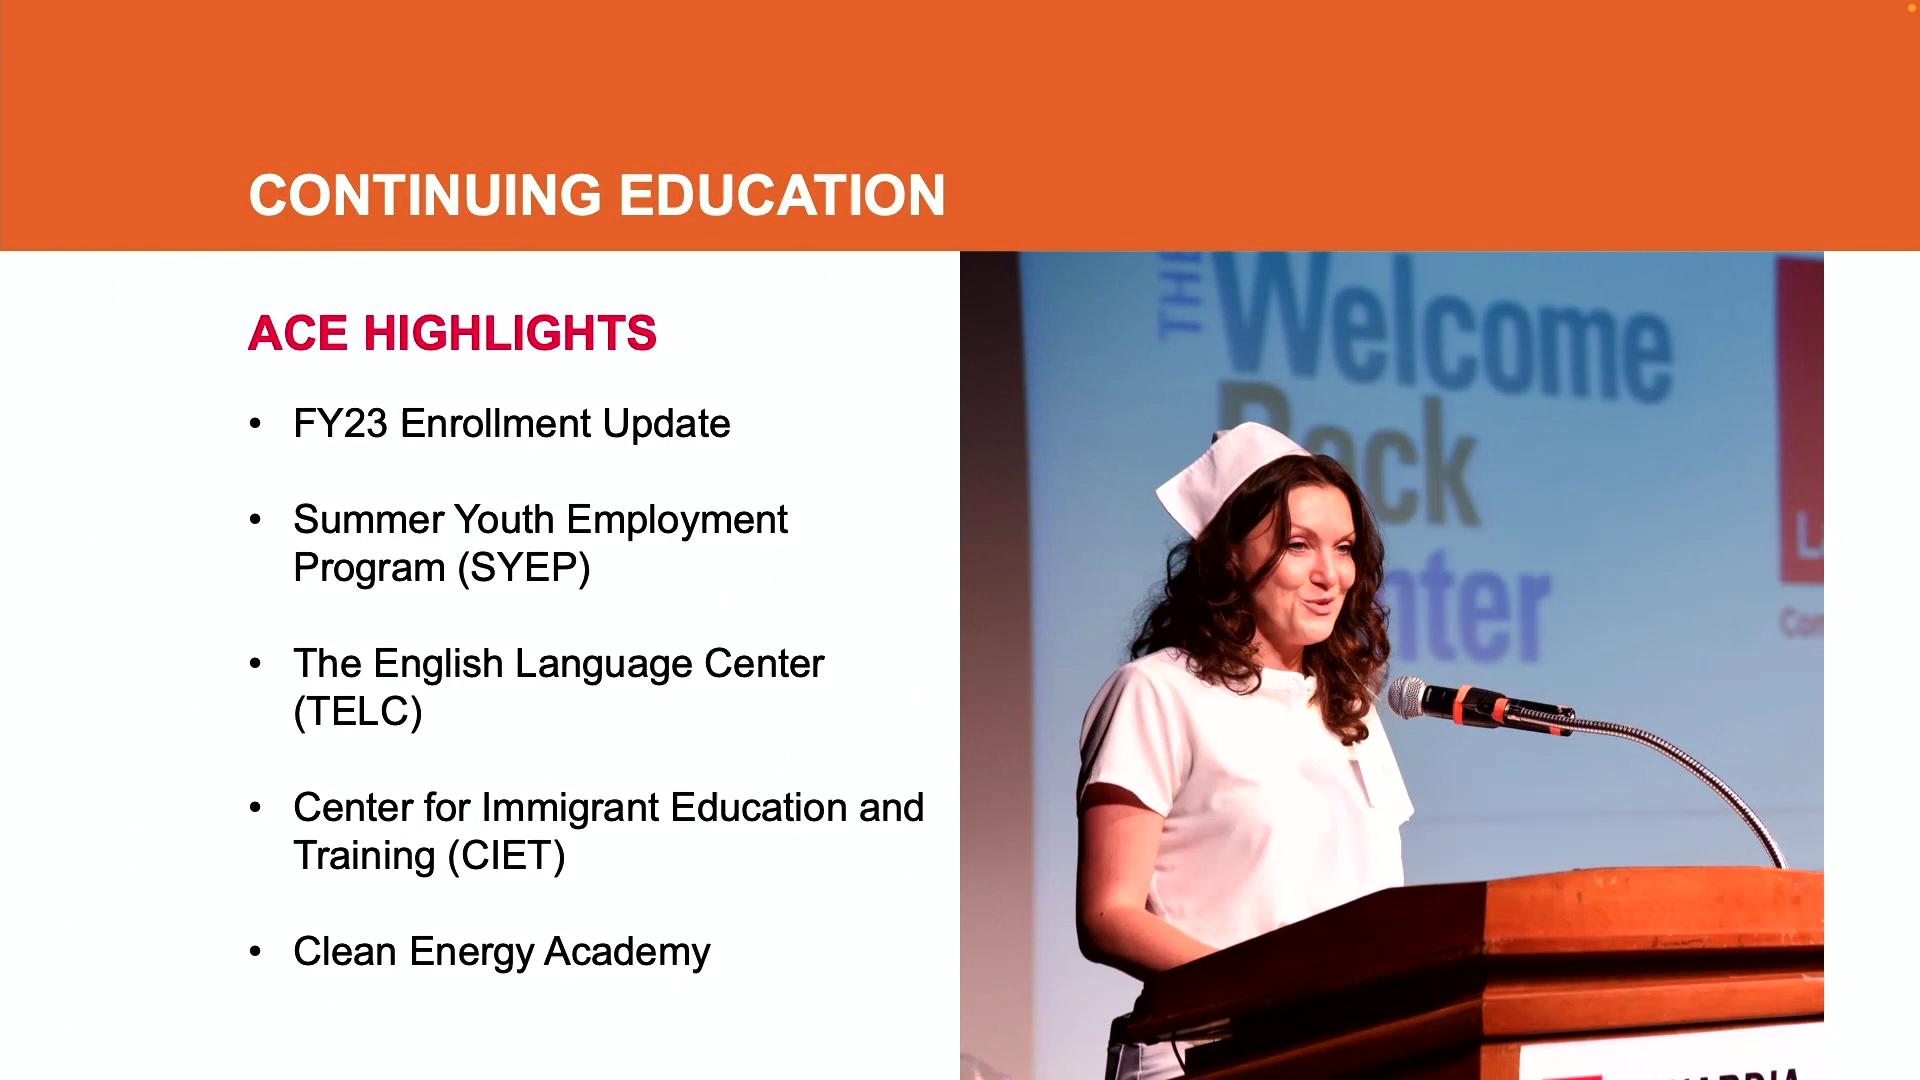 CONTINUING EDUCATION
ACE HIGHLIGHTS
• FY23 Enrollment Update
• Summer Youth Employment
Program (SYEP)
• The English Language Center
(TELC)
• Center for Immigrant Education and
Training (CIET)
• Clean Energy Academy
THE
Welcome
Back